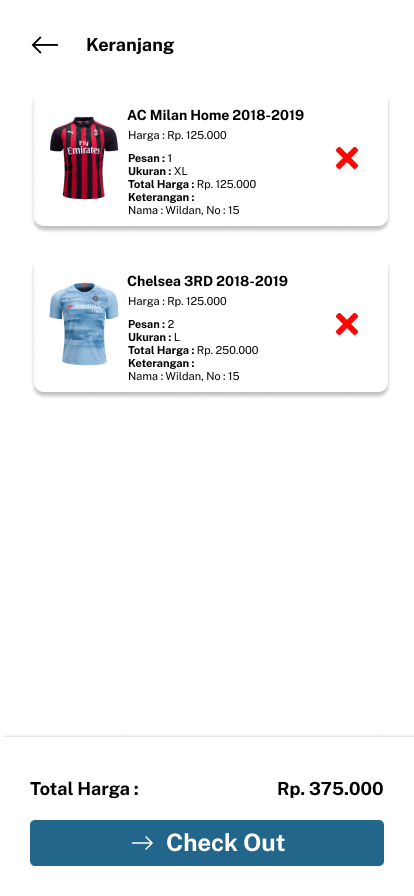 Keranjang
AC Milan Home 2018-2019
Harga : Rp. 125.000
Fly
Emirates
Pesan : 1
Ukuran : XL
Total Harga : Rp. 125.000
Keterangan :
Nama : Wildan, No : 15
Chelsea 3RD 2018-2019
Harga : Rp. 125.000
Pesan : 2
Ukuran : L
Total Harga : Rp. 250.000
Keterangan :
Nama : Wildan, No : 15
Total Harga :
Rp. 375.000
Check Out